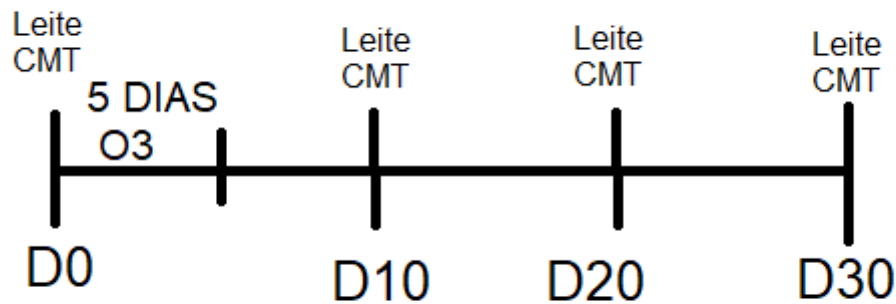 Leite
CMT
5 DIAS
O3
Leite
CMT
Leite
CMT
Leite
CMT
D0
D10
D20
D30